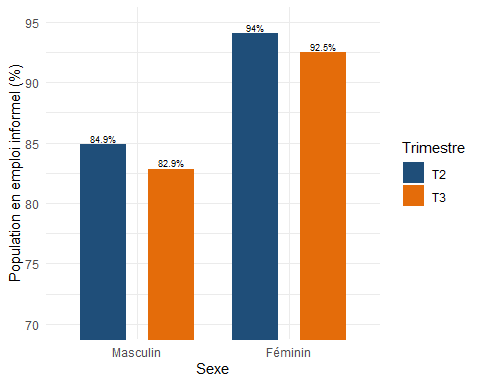 Population en emploi informel (%)
95
90
85
80
75
70
84.9%
82.9%
94%
92.5%
Masculin
Féminin
Sexe
Trimestre
T2
T3